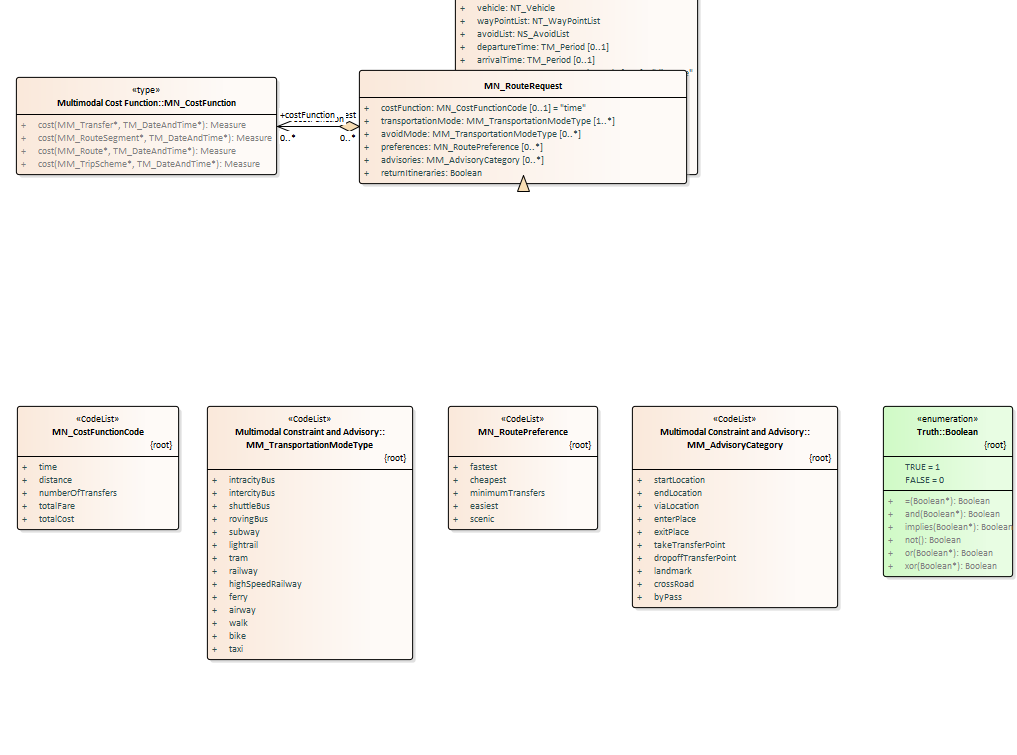 vehicle: NT_Vehicle
+ wayPointList: NT_WayPointList
+ avoidList: NS_AvoidList
+ departureTime: TM_Period [0..1]
+ arrivalTime: TM_Period [0..1]
«type»
Multimodal Cost Function::MN_CostFunction
+ cost(MM_Transfer*, TM_DateAndTime*): Measure
+ cost(MM_RouteSegment*, TM_DateAndTime*): Measure
+ cost(MM_Route*, TM_DateAndTime*): Measure
+ cost(MM_TripScheme*, TM_DateAndTime*): Measure
+costFunction
0..*
0..*
MN_RouteRequest
+ costFunction: MN_CostFunctionCode [0..1] = "time"
+ transportationMode: MM_TransportationModeType [1..*]
+ avoidMode: MM_TransportationModeType [0..*]
+ preferences: MN_RoutePreference [0..*]
+ advisories: MM_AdvisoryCategory [0..*]
+ returnItineraries: Boolean
«CodeList»
MN_CostFunctionCode
{root}
+ time
+ distance
+ numberOfTransfers
+ totalFare
+ totalCost
«CodeList»
Multimodal Constraint and Advisory::
MM_TransportationModeType
{root}
+ intracityBus
+ intercityBus
+ shuttleBus
+ rovingBus
+ subway
+ lightrail
+ tram
+ railway
+ highSpeedRailway
+ ferry
+ airway
+ walk
+ bike
+ taxi
«CodeList»
MN_RoutePreference
{root}
+ fastest
+ cheapest
+ minimumTransfers
+ easiest
+ scenic
«CodeList»
Multimodal Constraint and Advisory::
MM_AdvisoryCategory
{root}
+ startLocation
+ endLocation
+ viaLocation
+ enterPlace
+ exitPlace
+ takeTransferPoint
+ dropoffTransferPoint
+ landmark
+ crossRoad
+ byPass
«enumeration»
Truth::Boolean
{root}
TRUE = 1
FALSE = 0
+ =(Boolean*): Boolean
+ and(Boolean*): Boolean
+ implies(Boolean*): Boolean
+ not(): Boolean
+ or(Boolean*): Boolean
+ xor(Boolean*): Boolean